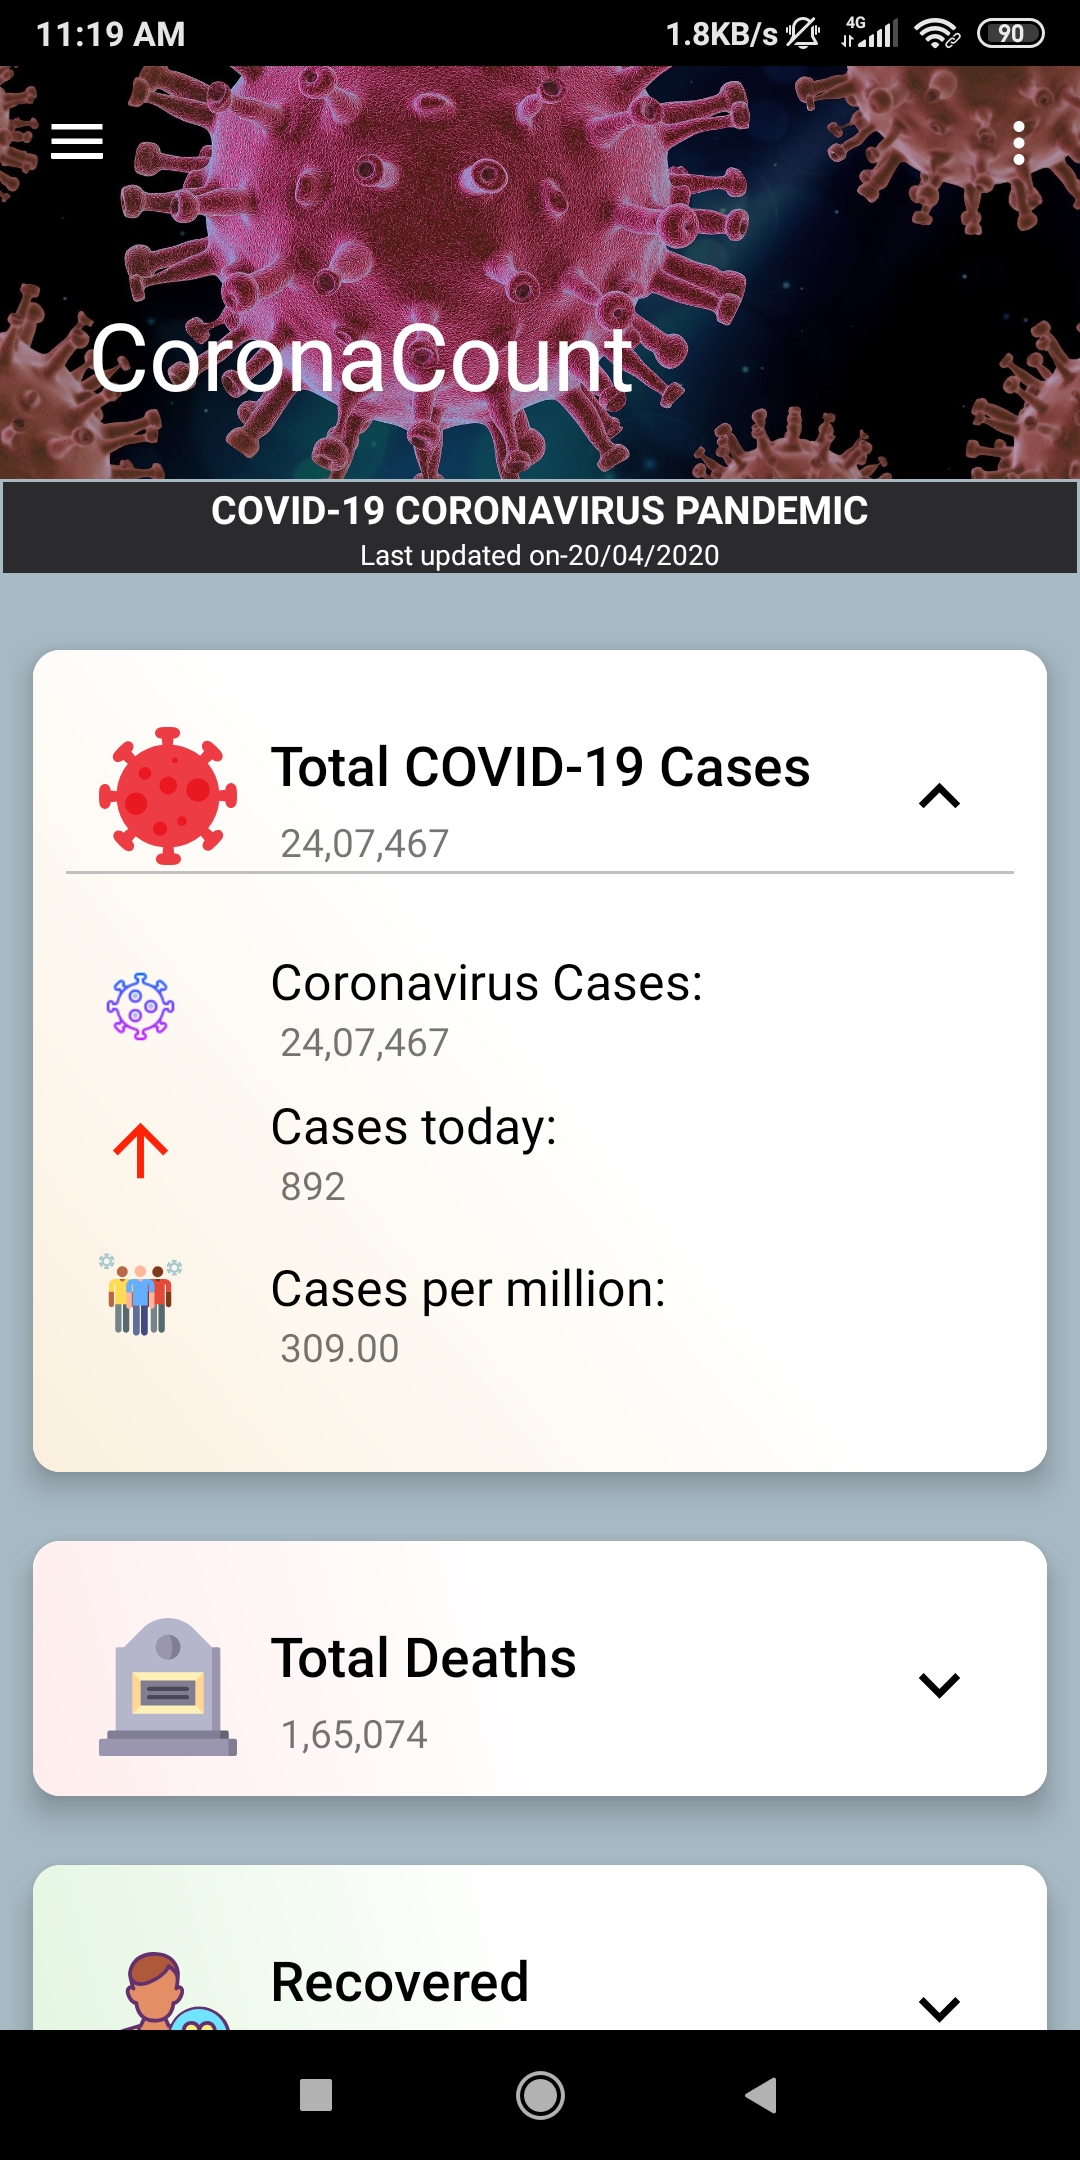 11:19 AM
1.8KB/s 4G 90
CoronaCount
COVID-19 CORONAVIRUS PANDEMIC
Last updated on-20/04/2020
Total COVID-19 Cases
24,07,467
Coronavirus Cases:
24,07,467
Cases today:
892
Cases per million:
309.00
Total Deaths
1,65,074
Recovered